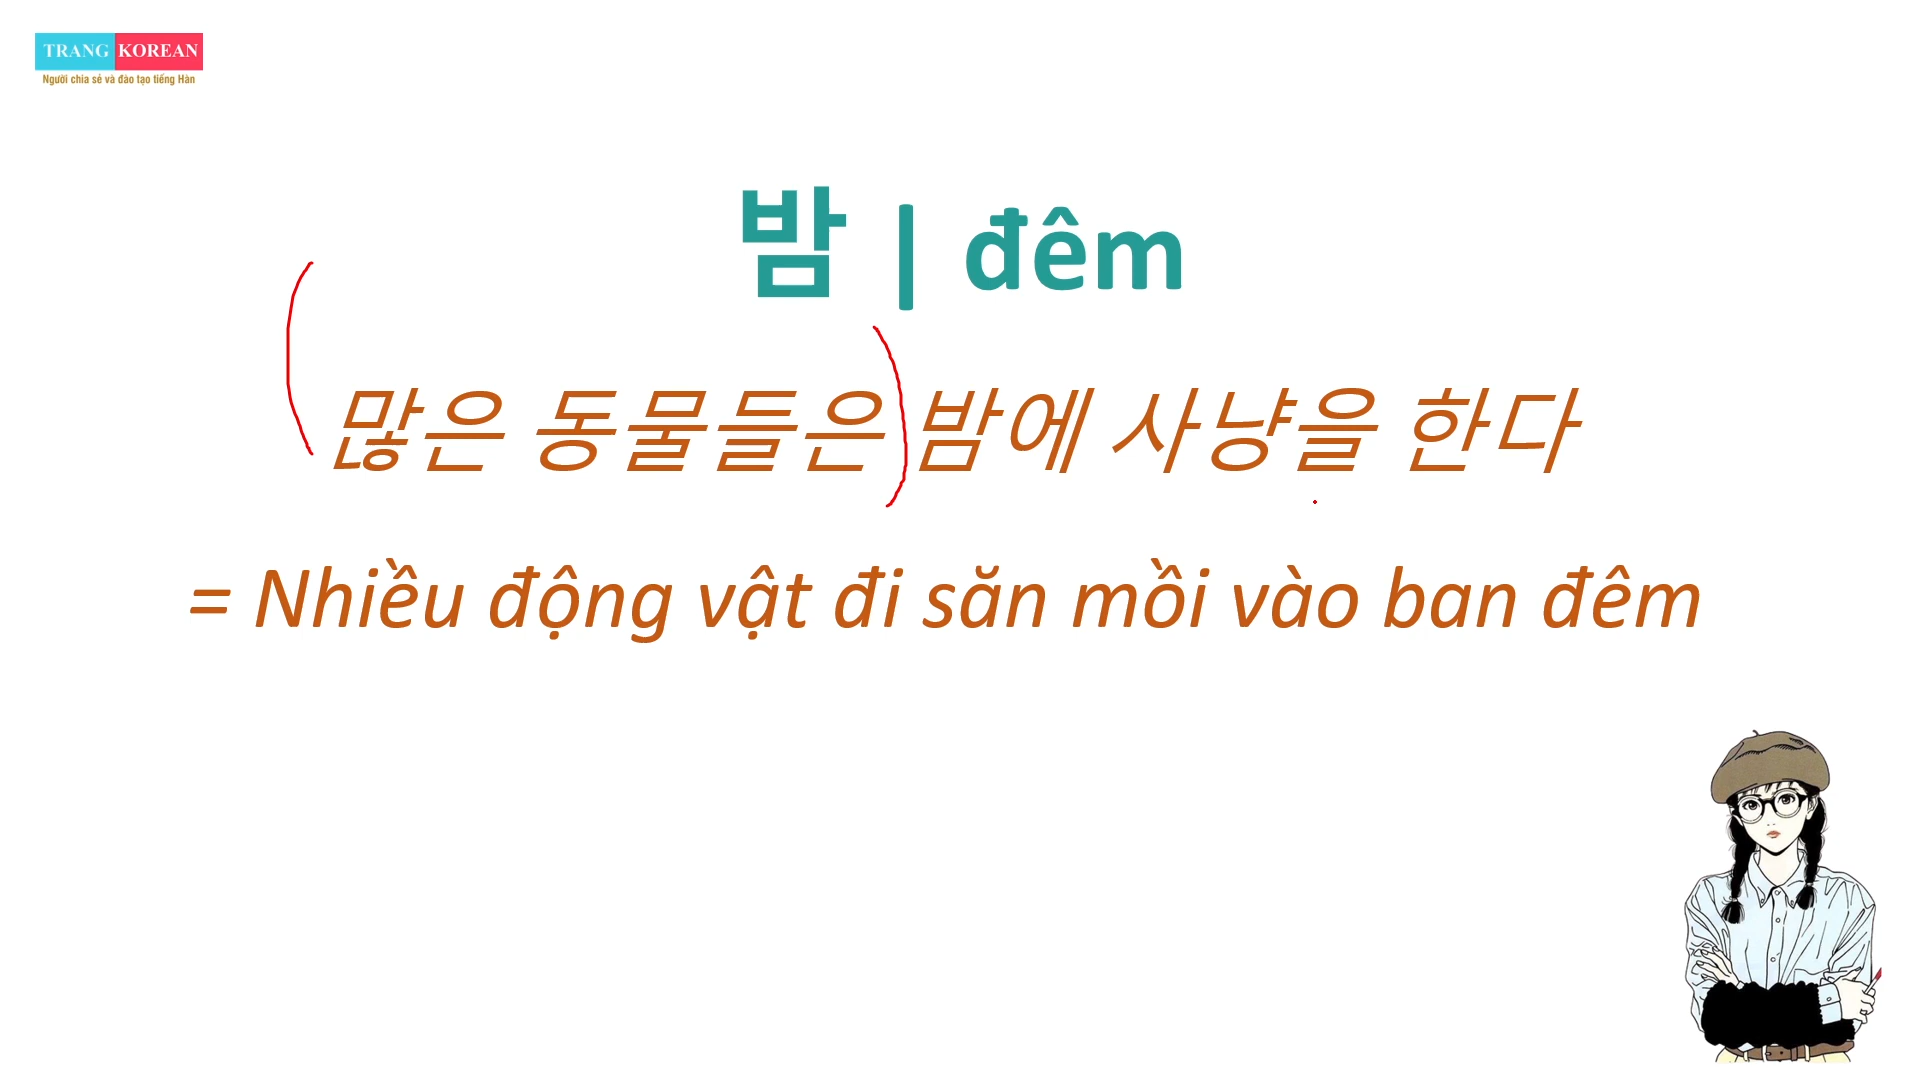 TRANG KOREAN
Người chia sẻ và đào tạo tiếng Hàn
밤 | đêm
많은 동물들은 밤에 사냥을 한다
= Nhiều động vật đi săn mồi vào ban đêm